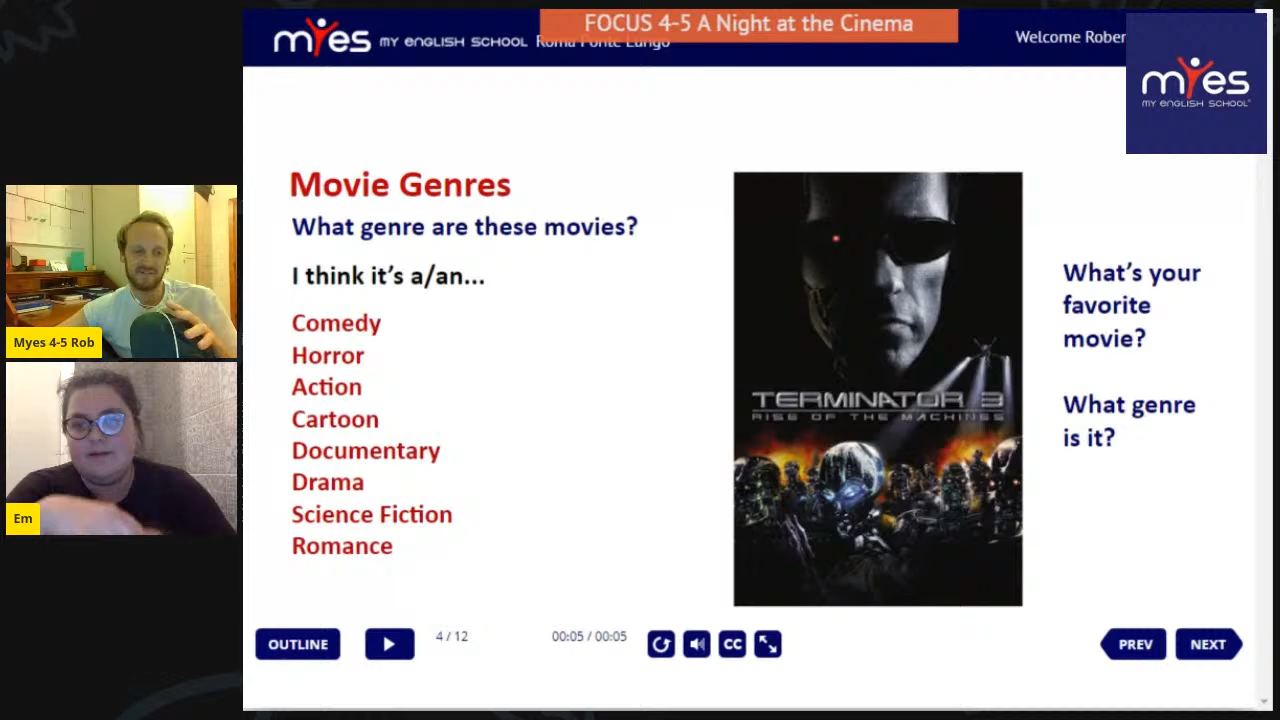 FOCUS 4-5 A Night at the Cinema
myes MY ENGLISH SCHOOL Roma Ponte Lungo
Welcome Rober
myes
MY ENGLISH SCHOOL
Movie Genres
What genre are these movies?
I think it's a/an...
Comedy
Horror
Action
Cartoon
Documentary
Drama
Science Fiction
Romance
TERMINATOR 3
RISE OF THE MACHINES
What's your
favorite
movie?
What genre
is it?
Myes 4-5 Rob
Em
OUTLINE
4 / 12
00:05 / 00:05
CC
PREV
NEXT